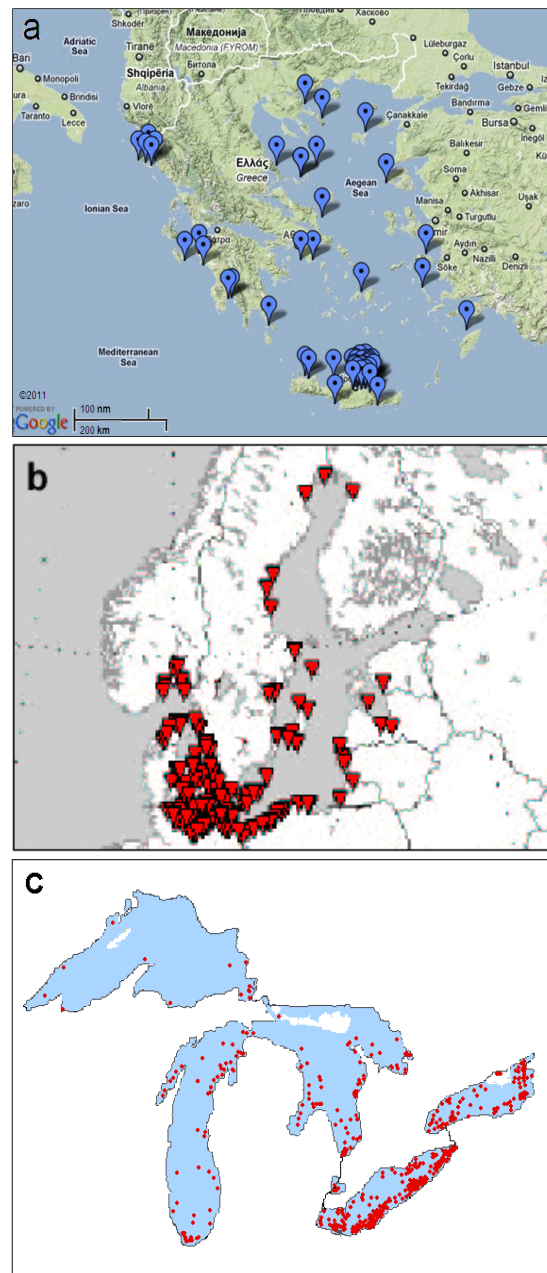 a
Shkodër
Adriatic
Sea
Bari
Monopoli
Brindisi
Taranto
Lecce
Tiranë
Shqipëria
Albania
Vlorë
Македонија
Macedonia (FYROM)
Битола
Хасково
Lüleburgaz
Çorlu
Tekirdağ
Istanbul
Gebze
Bandırma
Bursa
İnegöl
Çanakkale
Balıkesir
Soma
Akhisar
Manisa
Turgutlu
Uşak
Aydın
Nazilli
Söke
Denizli
Ελλάς
Greece
Aegean
Sea
Ionian Sea
Mediterranean
Sea
©2011
POWERED BY
Google
100 nm
200 km
b
c